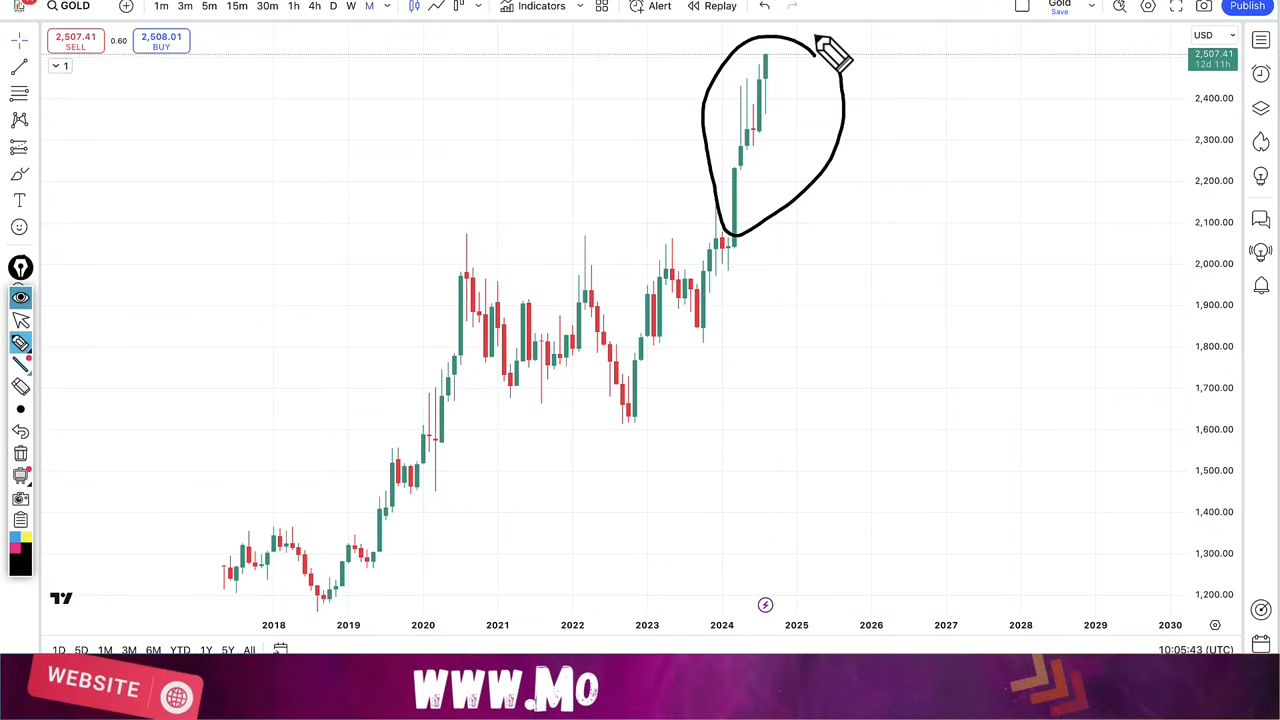 GOLD 1m 3m 5m 15m 30m 1h 4h D W M Indicators Alert Replay Gold Save Publish
2,507.41 SELL 0.60 2,508.01 BUY
USD
1
2,507.41
12d 11h
2,400.00
2,300.00
2,200.00
2,100.00
2,000.00
1,900.00
1,800.00
1,700.00
1,600.00
1,500.00
1,400.00
1,300.00
1,200.00
2018 2019 2020 2021 2022 2023 2024 2025 2026 2027 2028 2029 2030
1D 5D 1M 3M 6M YTD 1Y 5Y All 10:05:43 (UTC)
WEBSITE WWW.MO